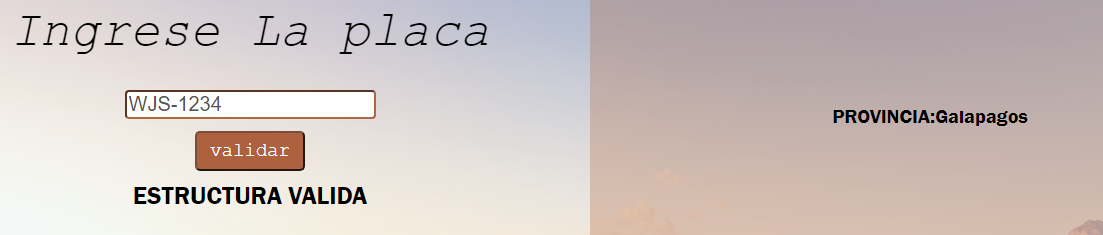 Ingrese La placa
WJS-1234
validar
ESTRUCTURA VALIDA
PROVINCIA:Galapagos